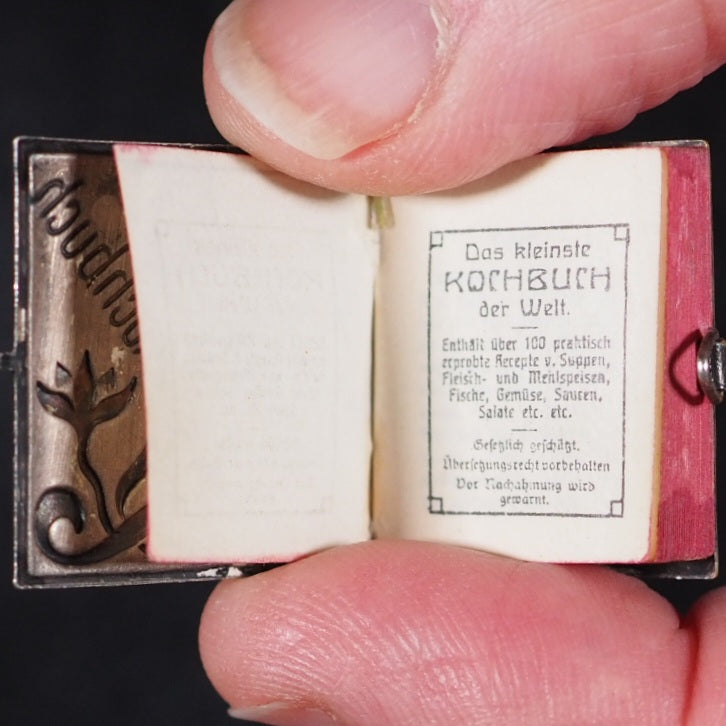 Kochbuch
Das kleinste
KOCHBUCH
der Welt.
Enthält über 100 praktisch
erprobte Recepte v. Suppen,
Fleisch- und Mehlspeisen,
Fische, Gemüse, Saucen,
Salate etc. etc.
Gesetzlich geschützt.
Übersetzungsrecht vorbehalten
Vor Nachahmung wird
gewarnt.